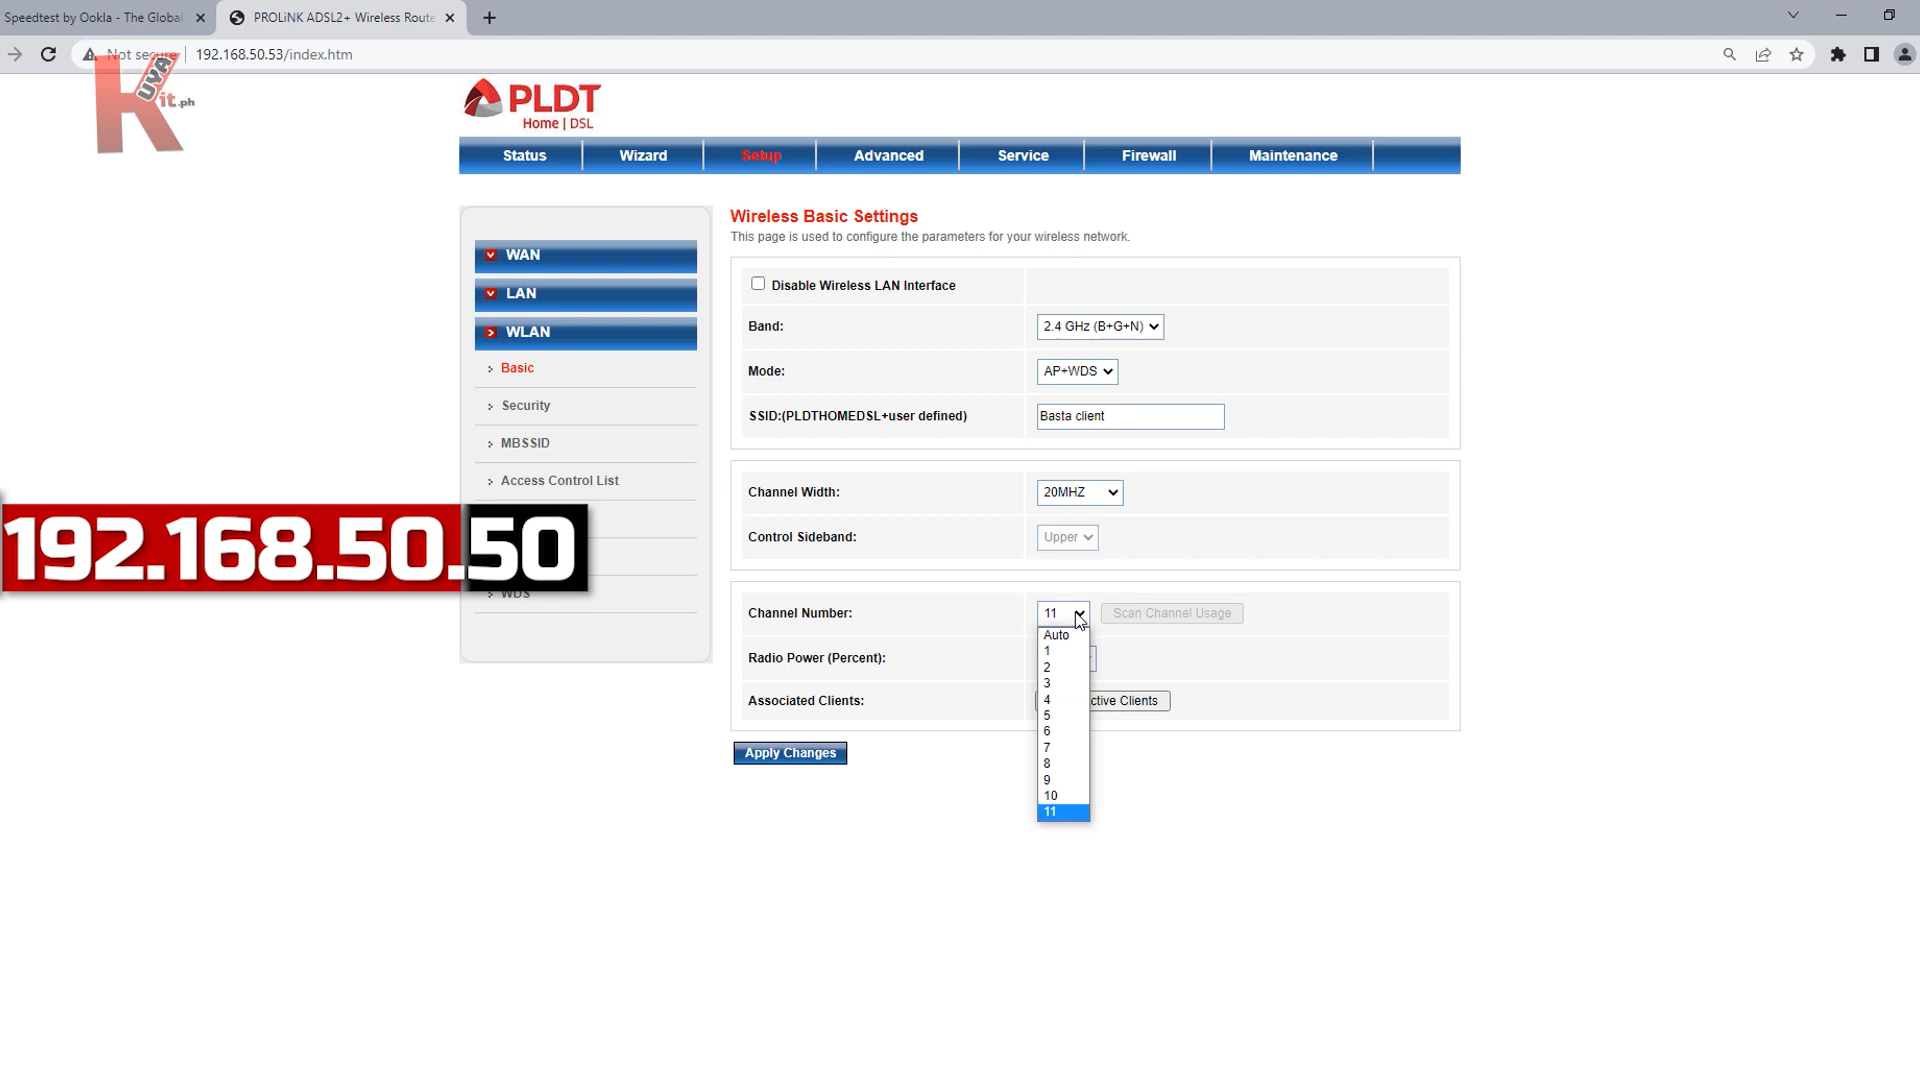 Speedtest by Ookla - The Global
PROLiNK ADSL2+ Wireless Route
Not secure
192.168.50.53/index.htm
KUYA
it.ph
PLDT
Home | DSL
Status
Wizard
Setup
Advanced
Service
Firewall
Maintenance
WAN
LAN
WLAN
Basic
Security
MBSSID
Access Control List
WDS
192.168.50.50
Wireless Basic Settings
This page is used to configure the parameters for your wireless network.
Disable Wireless LAN Interface
Band: 2.4 GHz (B+G+N)
Mode: AP+WDS
SSID:(PLDTHOMEDSL+user defined) Basta client
Channel Width: 20MHZ
Control Sideband: Upper
Channel Number: 11 Scan Channel Usage
Auto
1
2
3
4
5
6
7
8
9
10
11
Radio Power (Percent):
Associated Clients: ctive Clients
Apply Changes